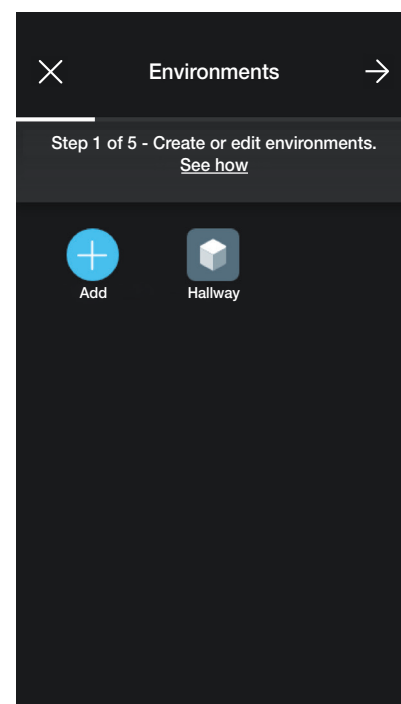 Environments
Step 1 of 5 - Create or edit environments.
See how
Add
Hallway